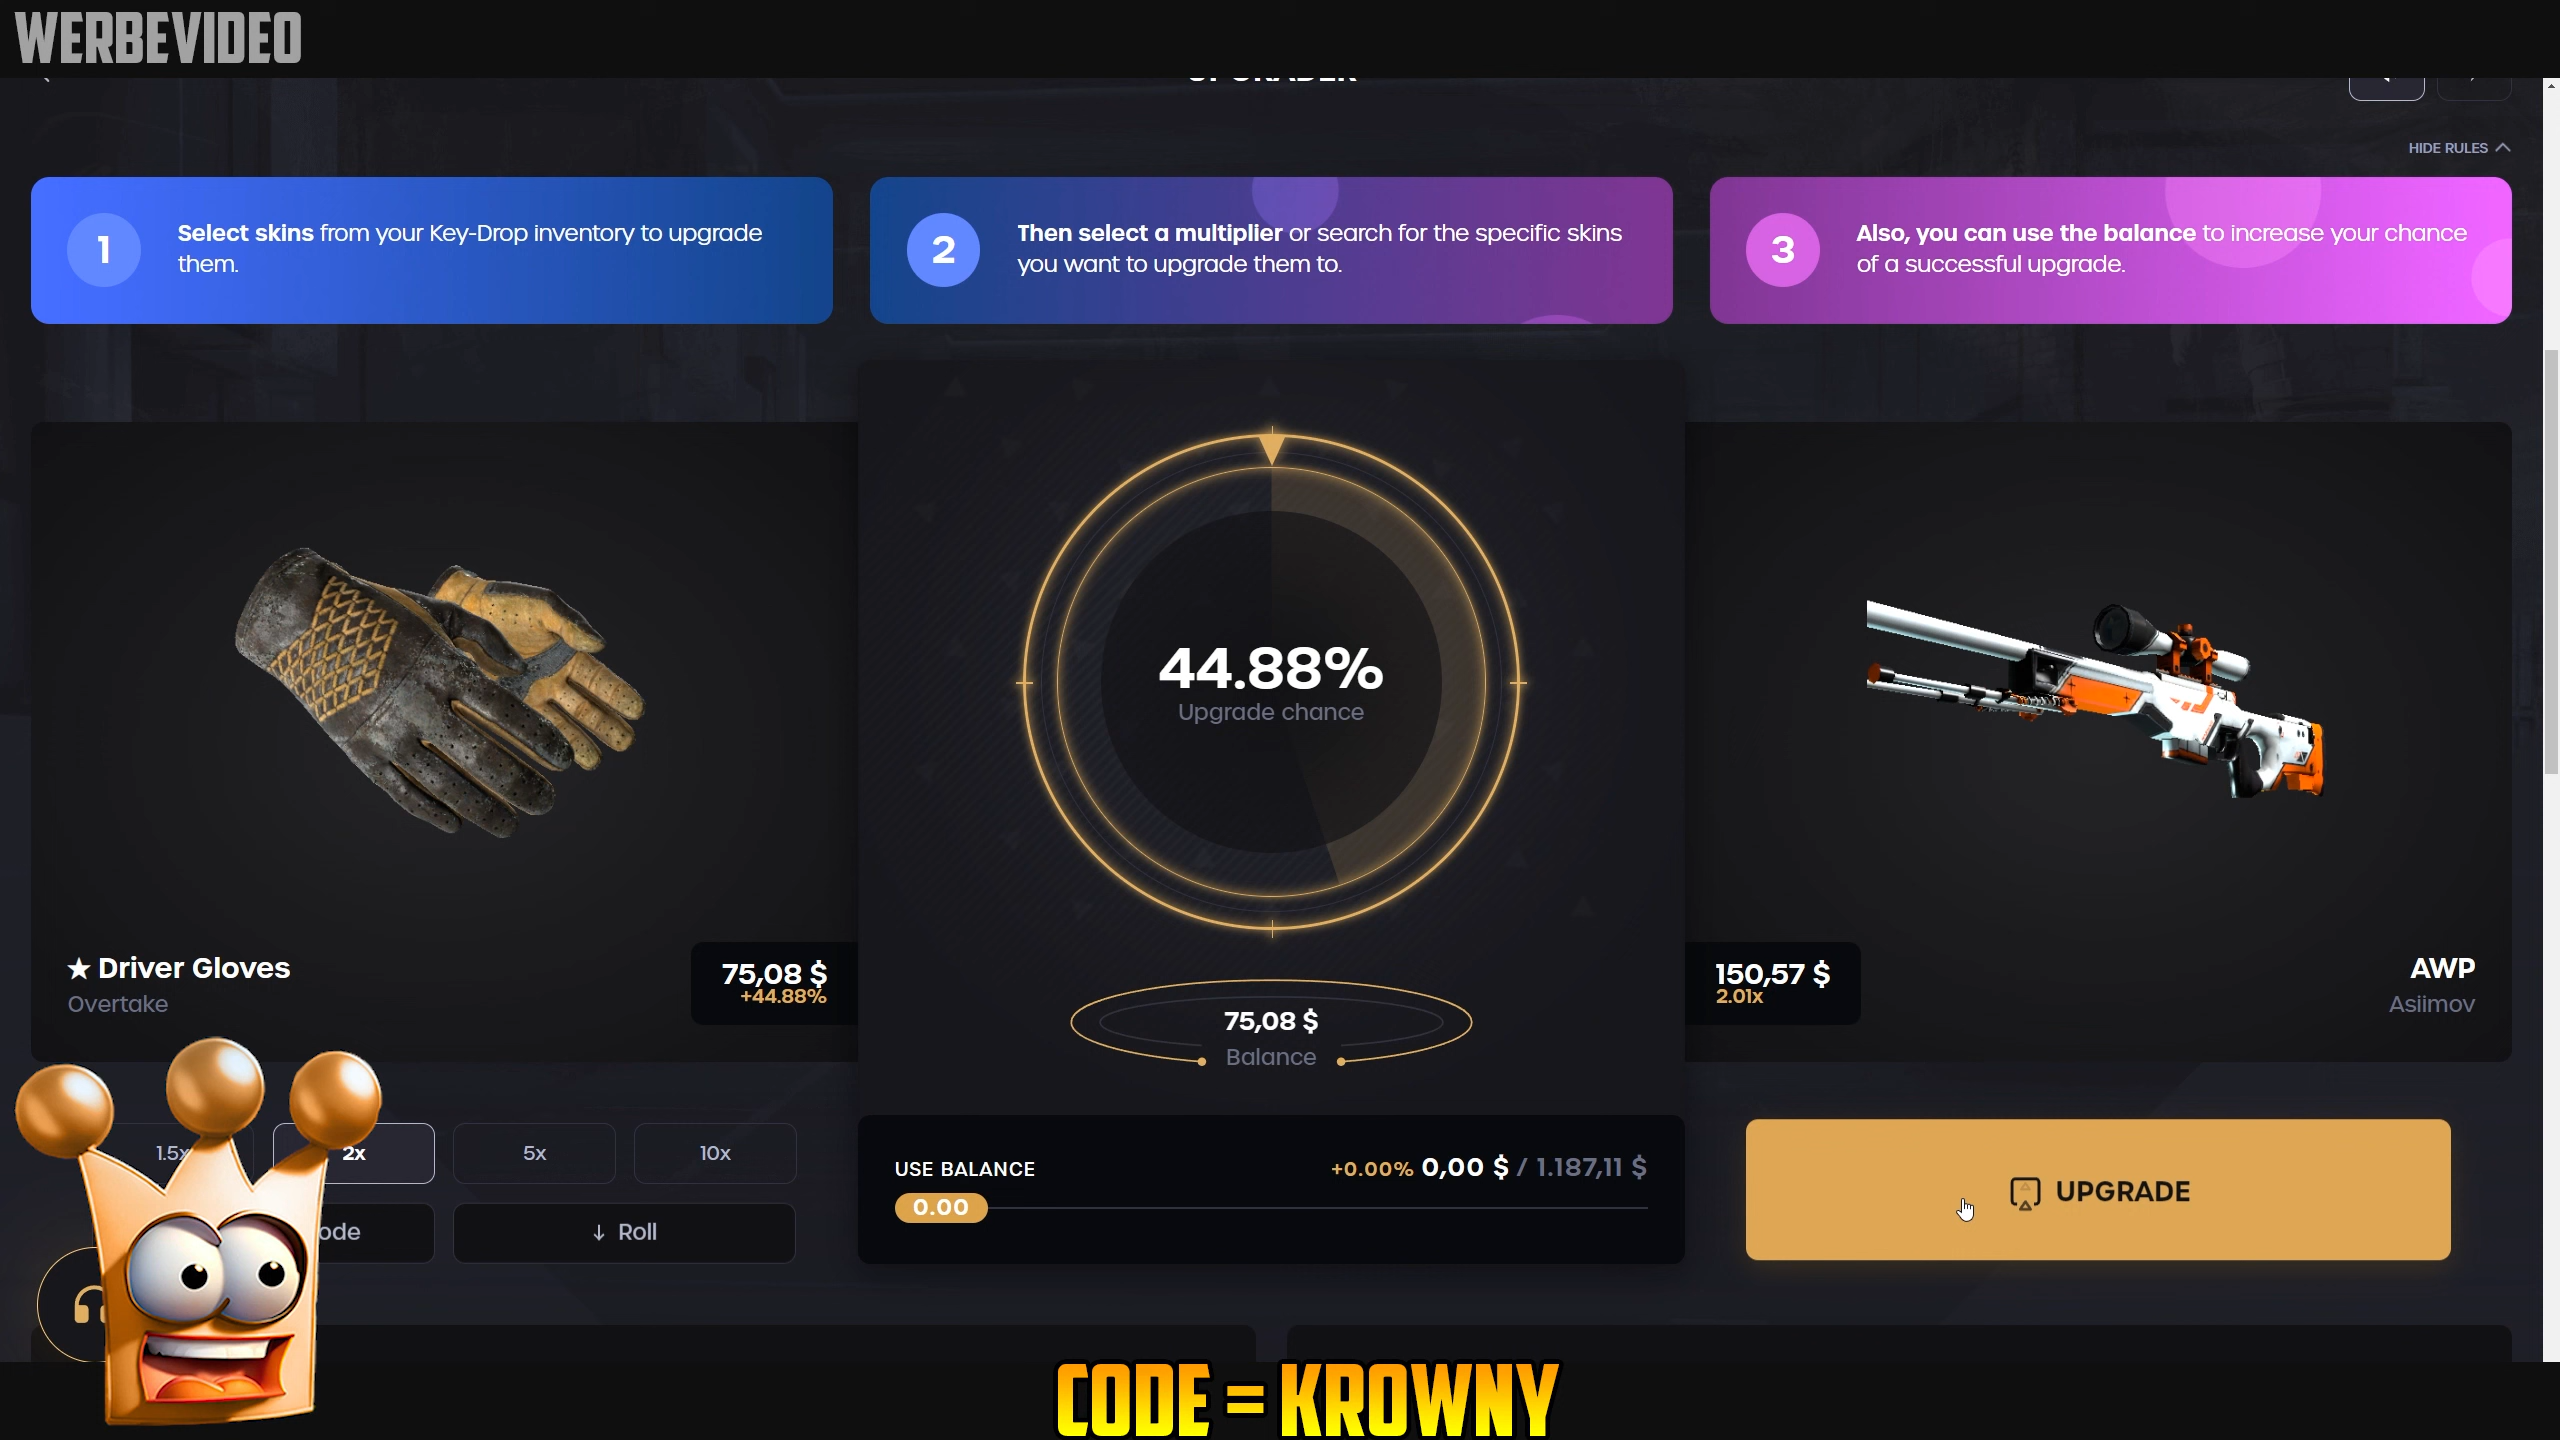 WERBEVIDEO
UPGRADER
HIDE RULES
1
Select skins from your Key-Drop inventory to upgrade
them.
2
Then select a multiplier or search for the specific skins
you want to upgrade them to.
3
Also, you can use the balance to increase your chance
of a successful upgrade.
44.88%
Upgrade chance
★ Driver Gloves
Overtake
75,08 $
+44.88%
75,08 $
Balance
150,57 $
2.01x
AWP
Asiimov
1.5x
2x
5x
10x
Roll
USE BALANCE
+0.00% 0,00 $ / 1.187,11 $
0.00
UPGRADE
CODE = KROWNY